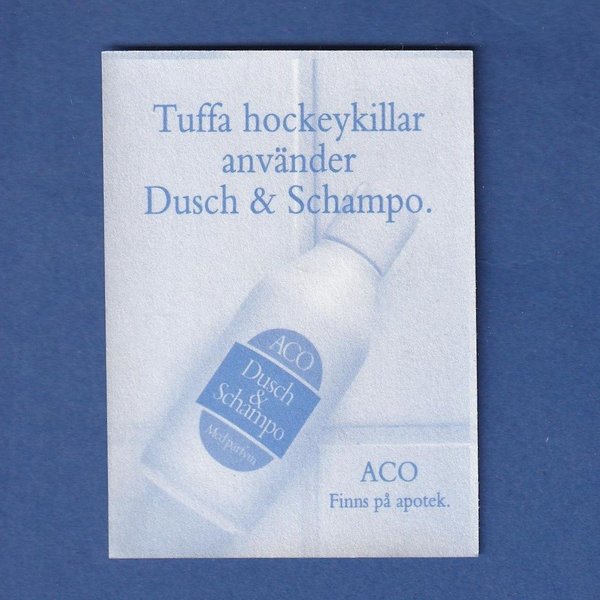 Tuffa hockeykillar
använder
Dusch & Schampo.
ACO
Dusch
&
Schampo
Med parfym
ACO
Finns på apotek.